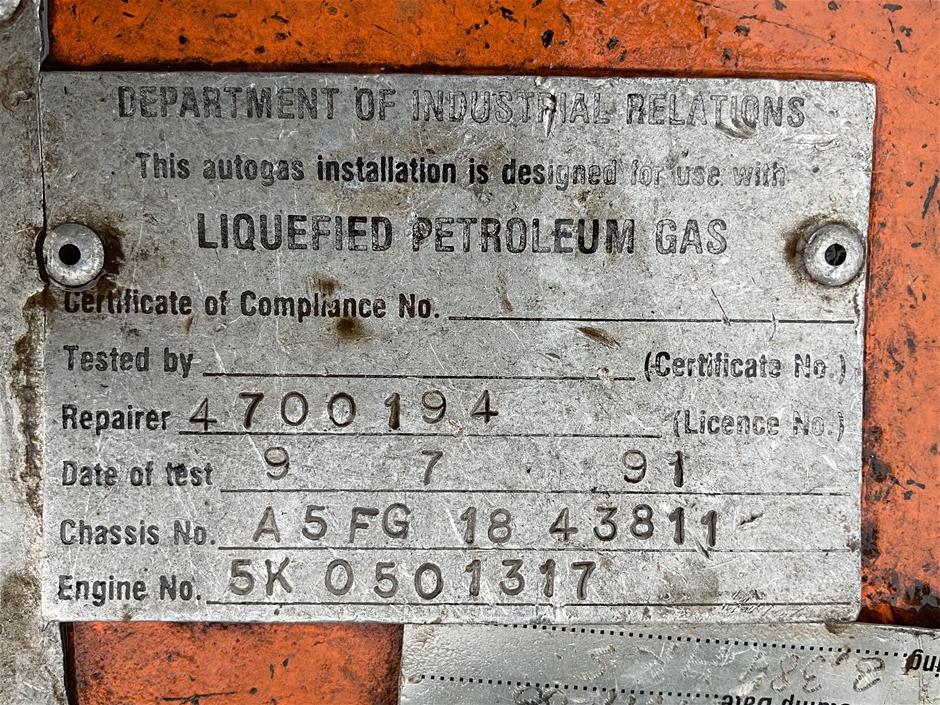 DEPARTMENT OF INDUSTRIAL RELATIONS
This autogas installation is designed for use with
LIQUEFIED PETROLEUM GAS
Certificate of Compliance No.
Tested by (Certificate No.)
Repairer 4700194 (Licence No.)
Date of test 9 7 91
Chassis No. A5FG 18 43811
Engine No. 5K 0501317